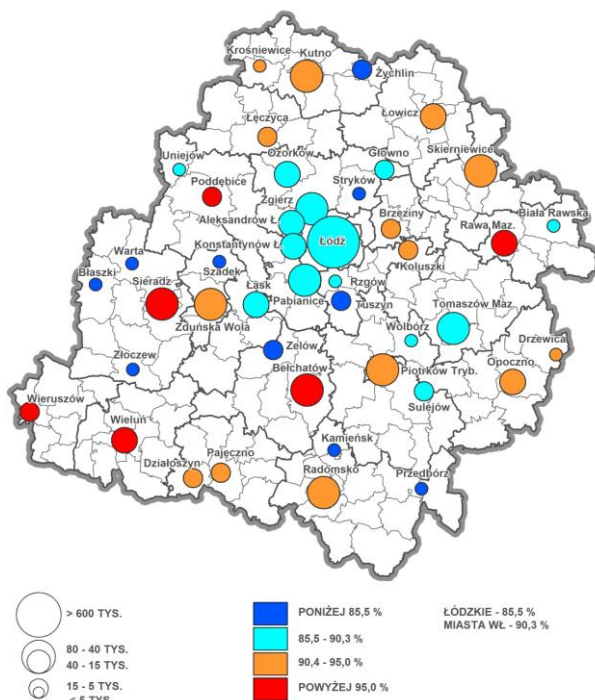 Krośniewice
Kutno
Żychlin
Łęczyca
Łowicz
Skierniewice
Uniejów
Ozorków
Głowno
Stryków
Poddębice
Zgierz
Aleksandrów Ł.
Brzeziny
Biała Rawska
Rawa Maz.
Warta
Konstantynów Ł.
Łódź
Koluszki
Błaszki
Szadek
Sieradz
Łask
Rzgów
Pabianice
Tuszyn
Tomaszów Maz.
Zduńska Wola
Wolbórz
Złoczew
Zelów
Drzewica
Bełchatów
Piotrków Tryb.
Opoczno
Wieruszów
Sulejów
Wieluń
Kamieńsk
Działoszyn
Pajęczno
Radomsko
Przedbórz
> 600 TYS.
80 - 40 TYS.
40 - 15 TYS.
15 - 5 TYS.
< 5 TYS.
PONIŻEJ 85,5 %
85,5 - 90,3 %
90,4 - 95,0 %
POWYŻEJ 95,0 %
ŁÓDZKIE - 85,5 %
MIASTA WŁ - 90,3 %